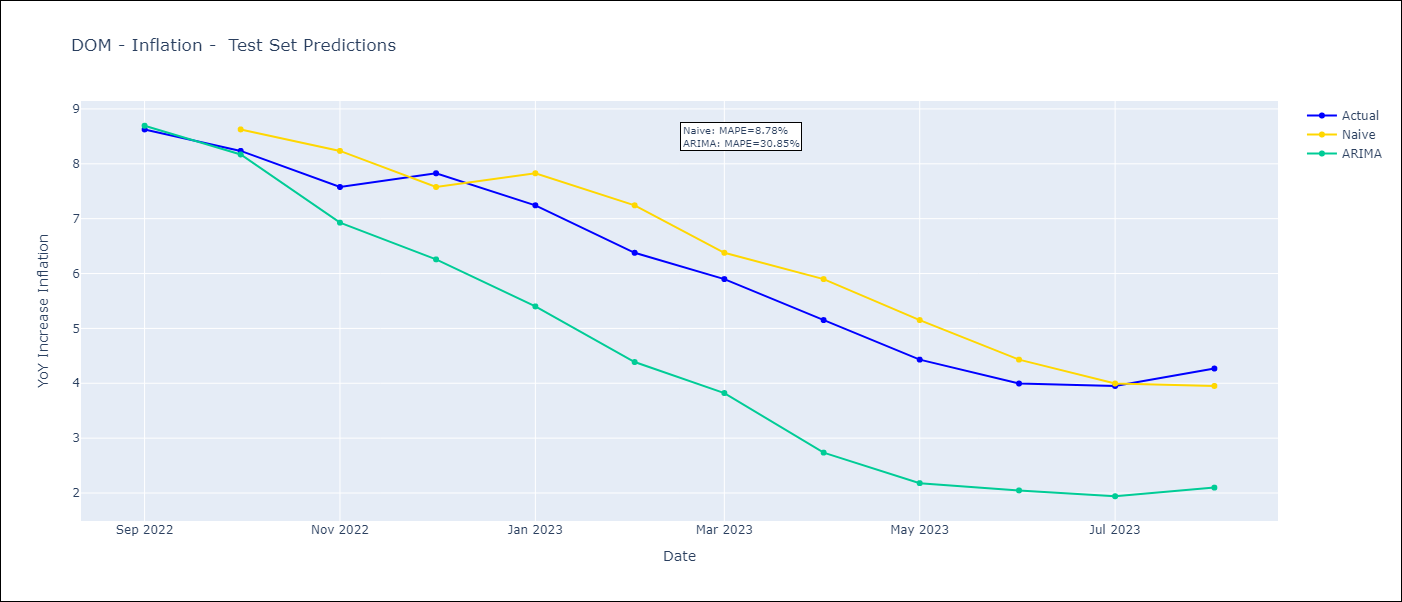 DOM - Inflation -  Test Set Predictions
Naive: MAPE=8.78%
ARIMA: MAPE=30.85%
Actual
Naive
ARIMA
YoY Increase Inflation
9
8
7
6
5
4
3
2
Sep 2022
Nov 2022
Jan 2023
Mar 2023
May 2023
Jul 2023
Date